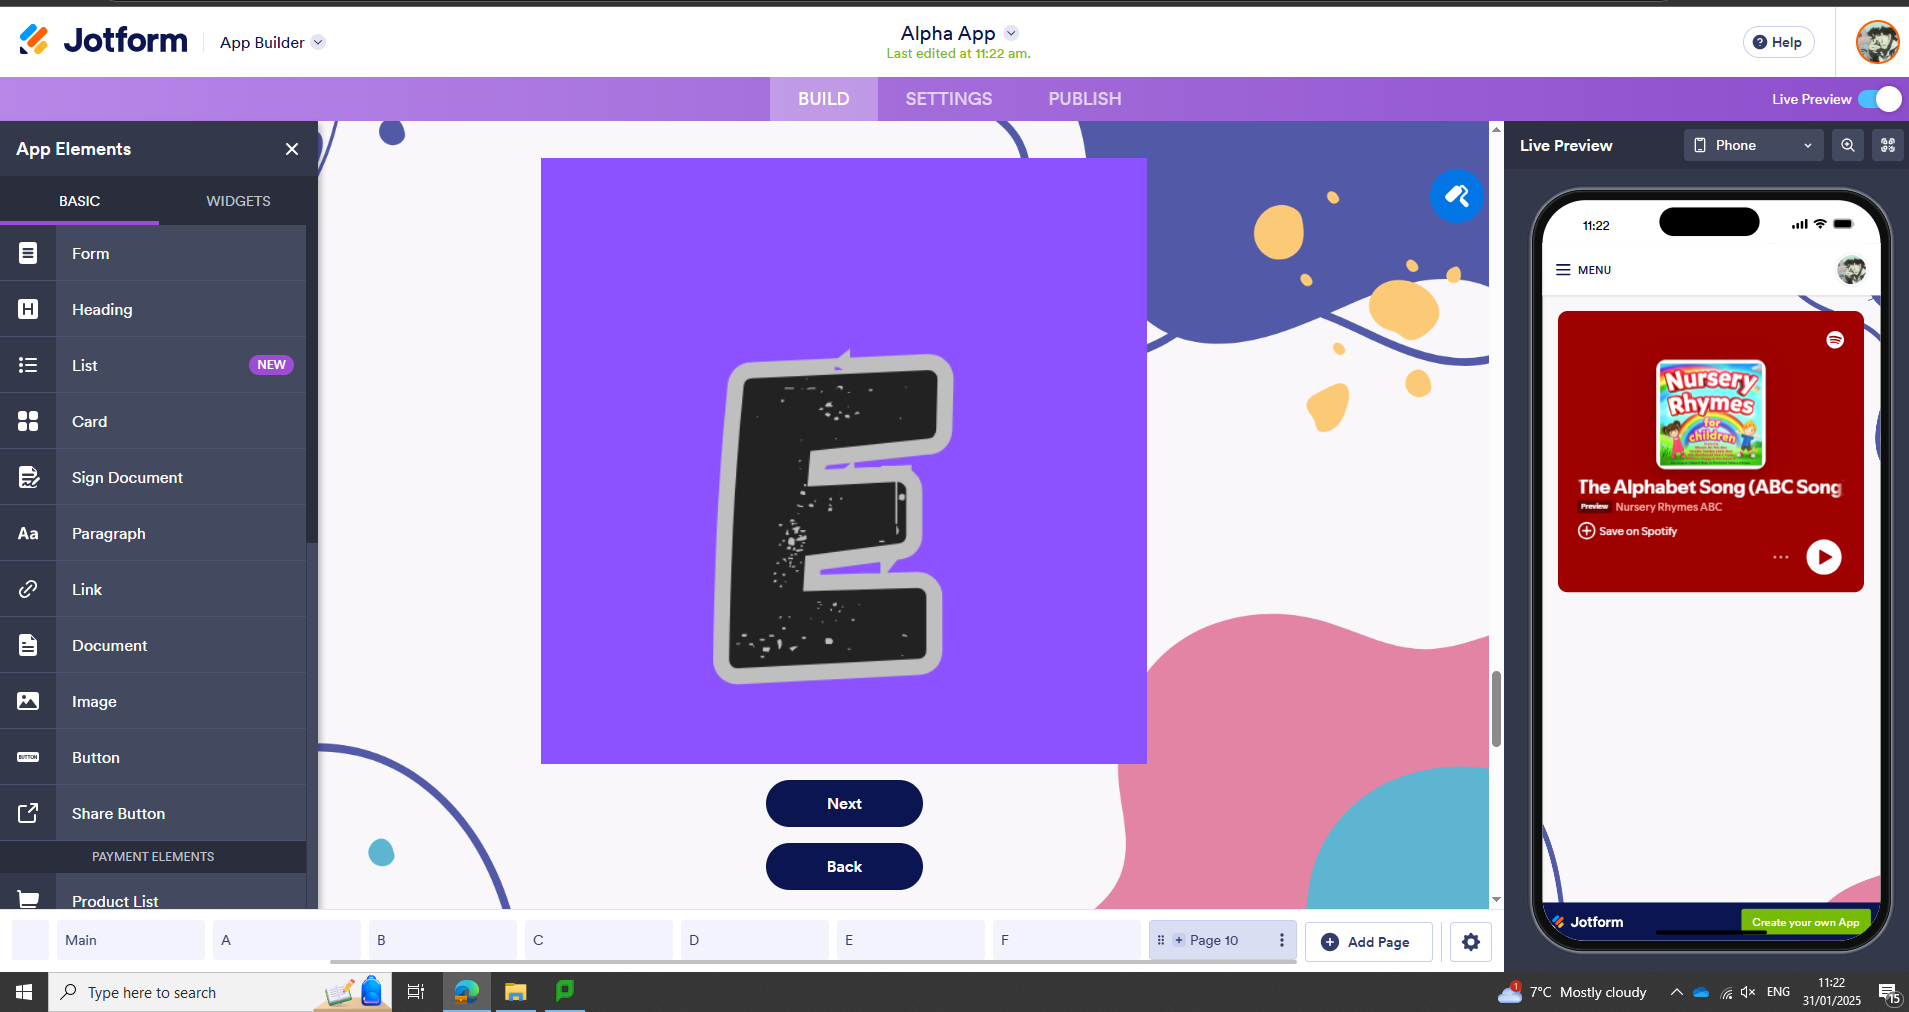 Jotform
App Builder
Alpha App
Last edited at 11:22 am.
Help
BUILD
SETTINGS
PUBLISH
Live Preview
App Elements
BASIC
WIDGETS
Form
Heading
List
NEW
Card
Sign Document
Aa
Paragraph
Link
Document
Image
BUTTON
Button
Share Button
PAYMENT ELEMENTS
Product List
E
Next
Back
Live Preview
Phone
11:22
MENU
Nursery
Rhymes
for
children
The Alphabet Song (ABC Song
Preview
Nursery Rhymes ABC
Save on Spotify
Jotform
Create your own App
Main
A
B
C
D
E
F
Page 10
Add Page
Type here to search
1
7°C Mostly cloudy
ENG
11:22
31/01/2025
15